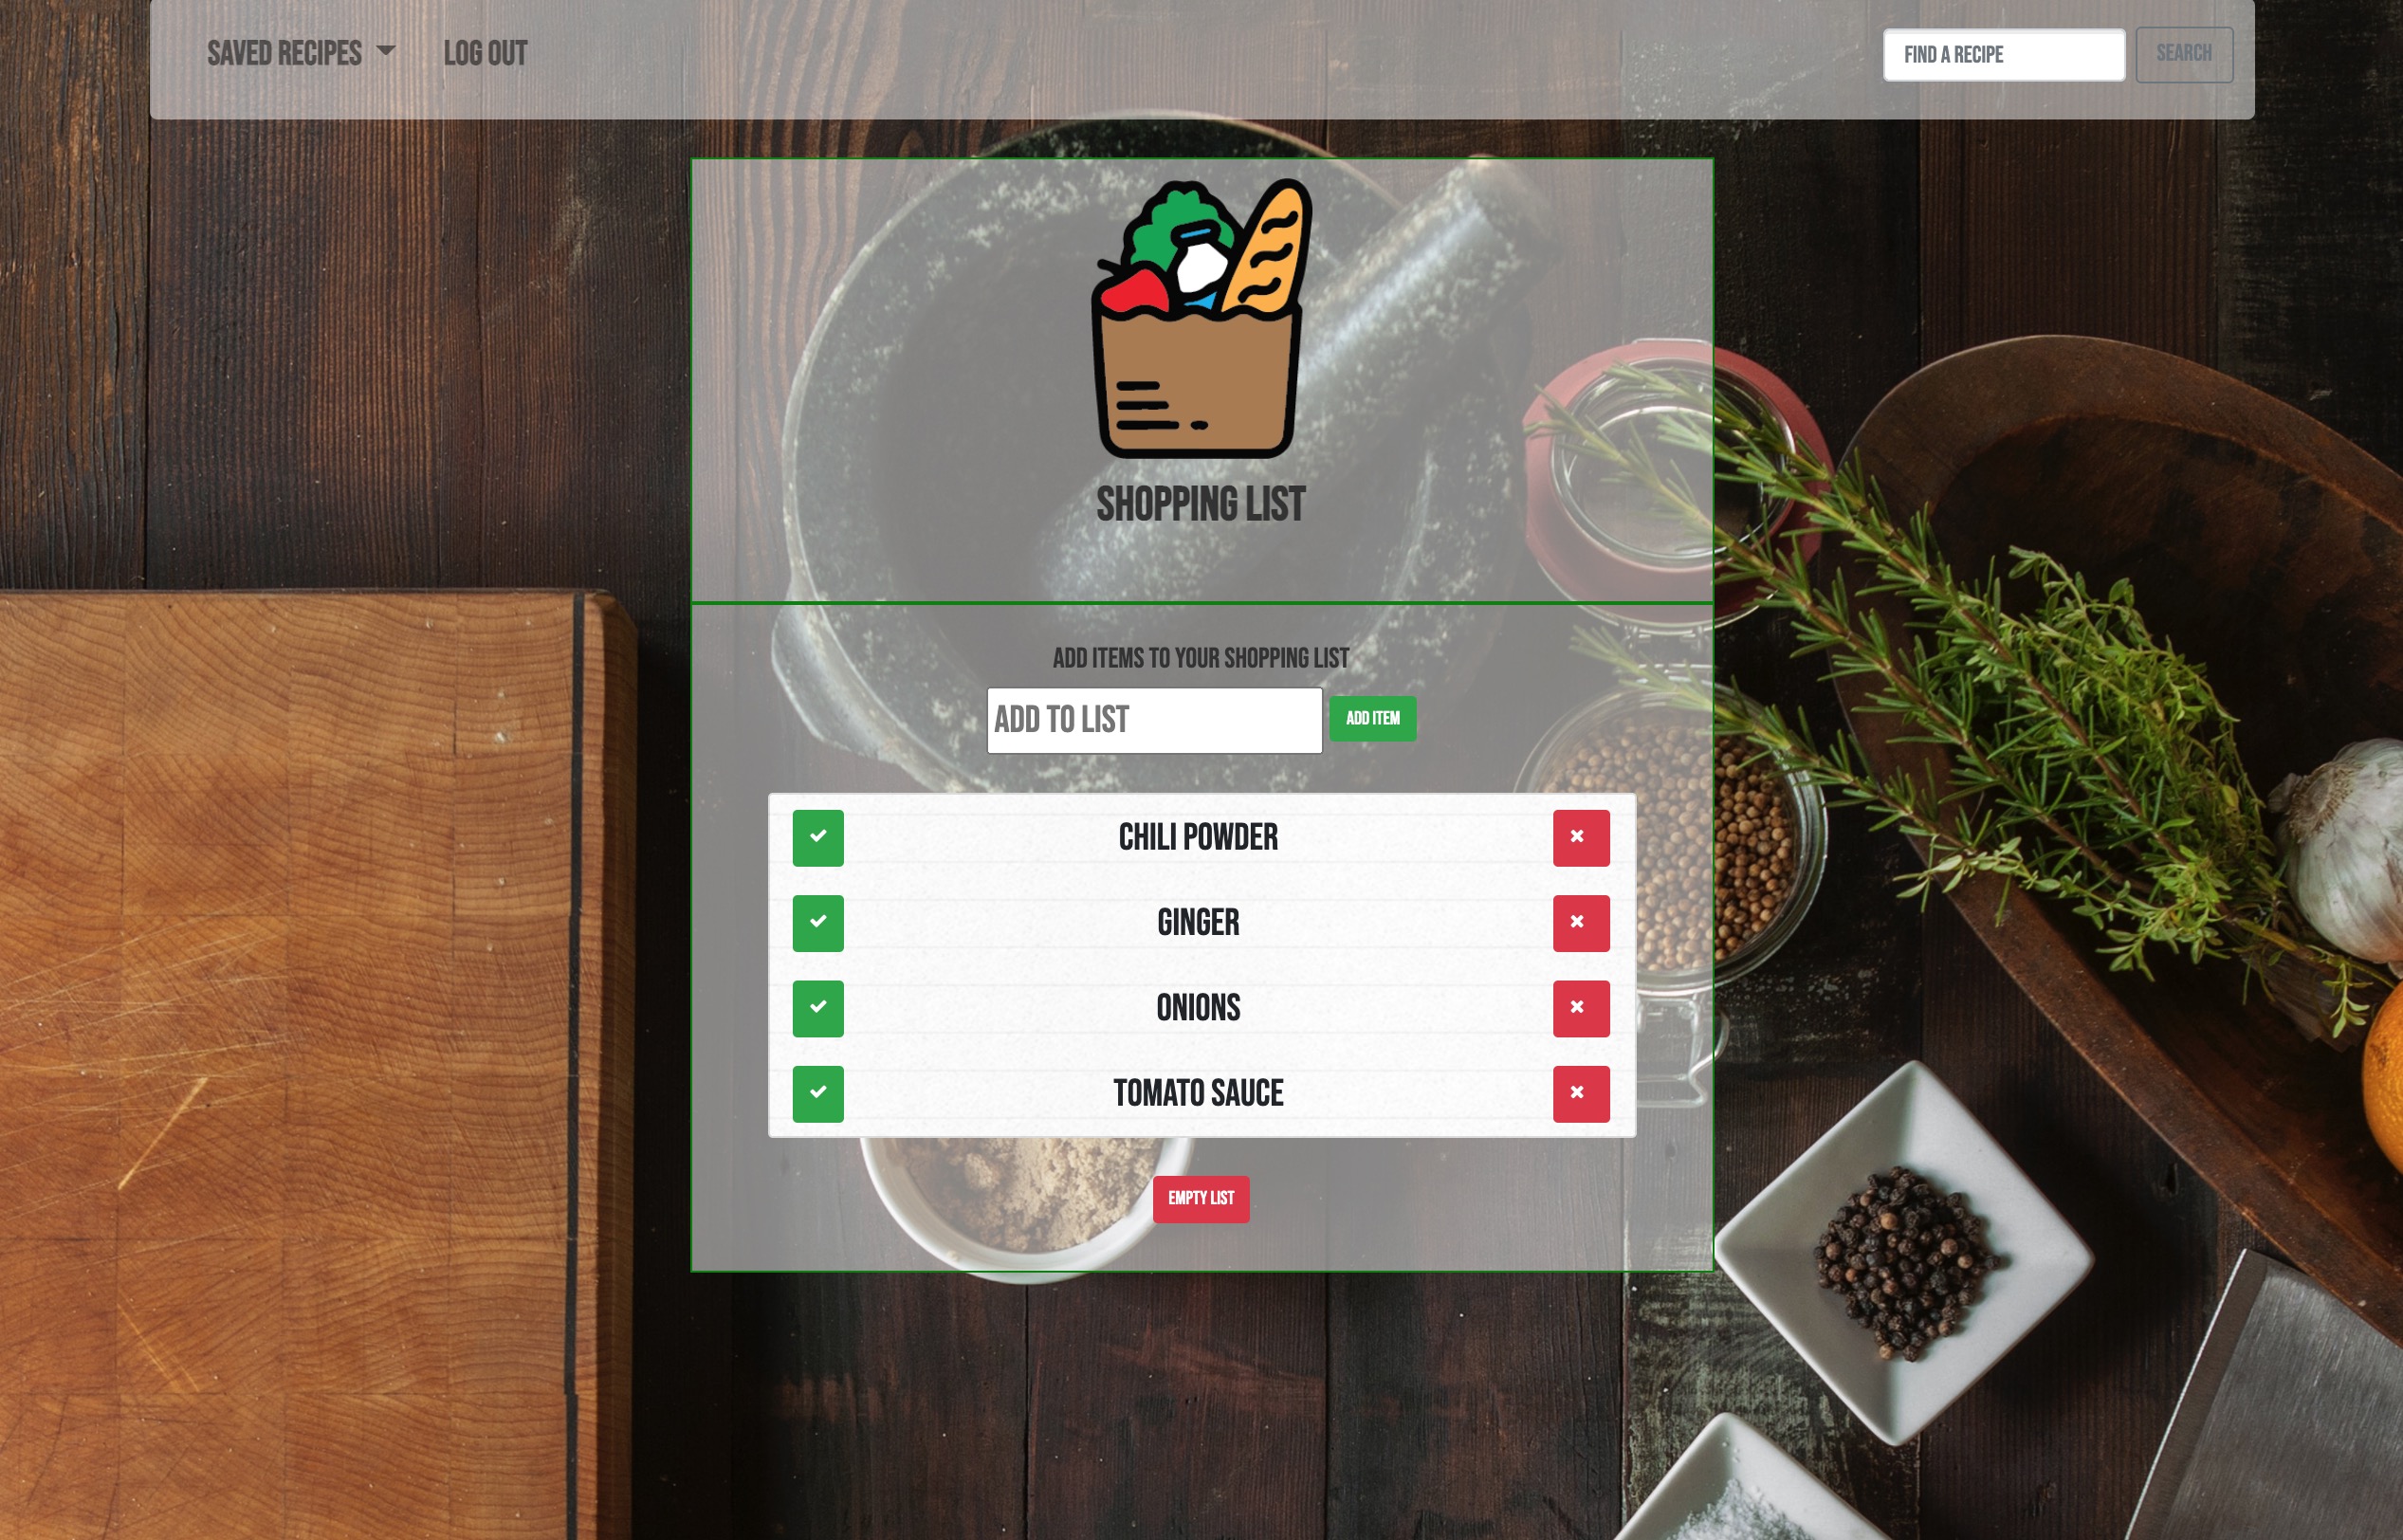 SAVED RECIPES
LOG OUT
FIND A RECIPE
SEARCH
SHOPPING LIST
ADD ITEMS TO YOUR SHOPPING LIST
ADD TO LIST
ADD ITEM
CHILI POWDER
GINGER
ONIONS
TOMATO SAUCE
EMPTY LIST